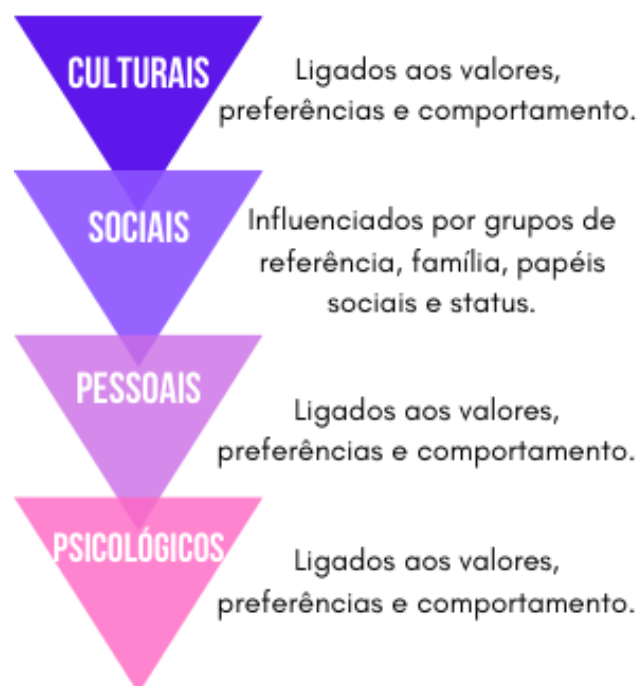 CULTURAIS
Ligados aos valores,
preferências e comportamento.
SOCIAIS
Influenciados por grupos de
referência, família, papéis
sociais e status.
PESSOAIS
Ligados aos valores,
preferências e comportamento.
PSICOLÓGICOS
Ligados aos valores,
preferências e comportamento.